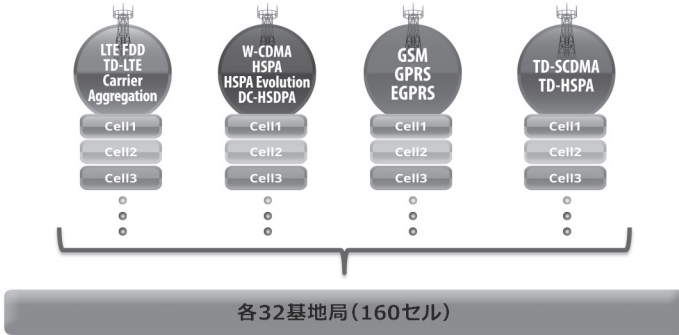 LTE FDD
TD-LTE
Carrier
Aggregation
Cell1
Cell2
Cell3
W-CDMA
HSPA
HSPA Evolution
DC-HSDPA
Cell1
Cell2
Cell3
GSM
GPRS
EGPRS
Cell1
Cell2
Cell3
TD-SCDMA
TD-HSPA
Cell1
Cell2
Cell3
各32基地局(160セル)